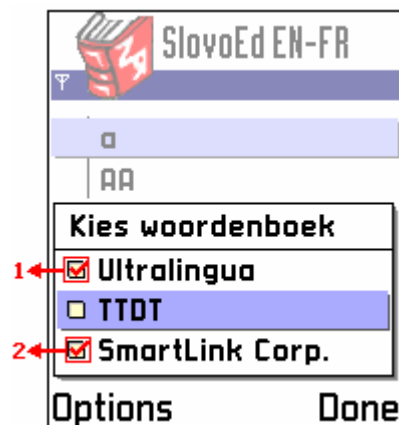 SlovoEd EN-FR
a
AA
Kies woordenboek
1 Ultralingua
TTDT
2 SmartLink Corp.
Options Done